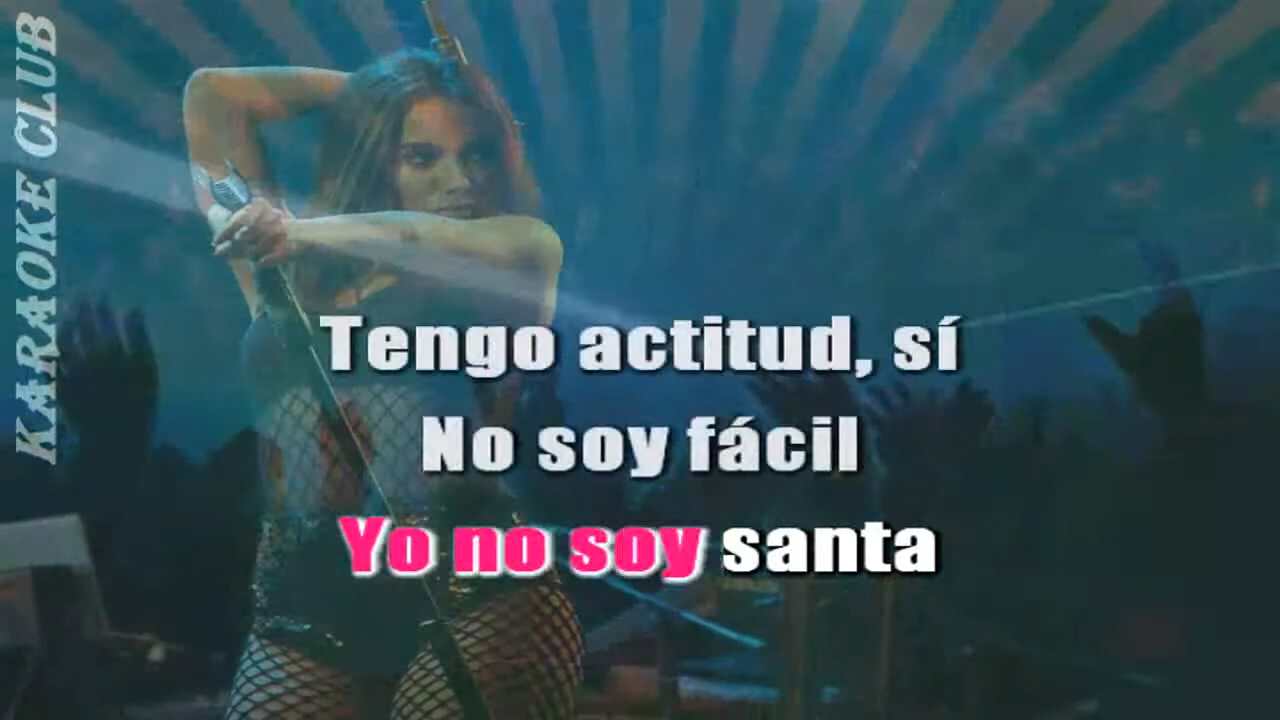 KARAOKE CLUB
Tengo actitud, sí
No soy fácil
Yo no soy santa